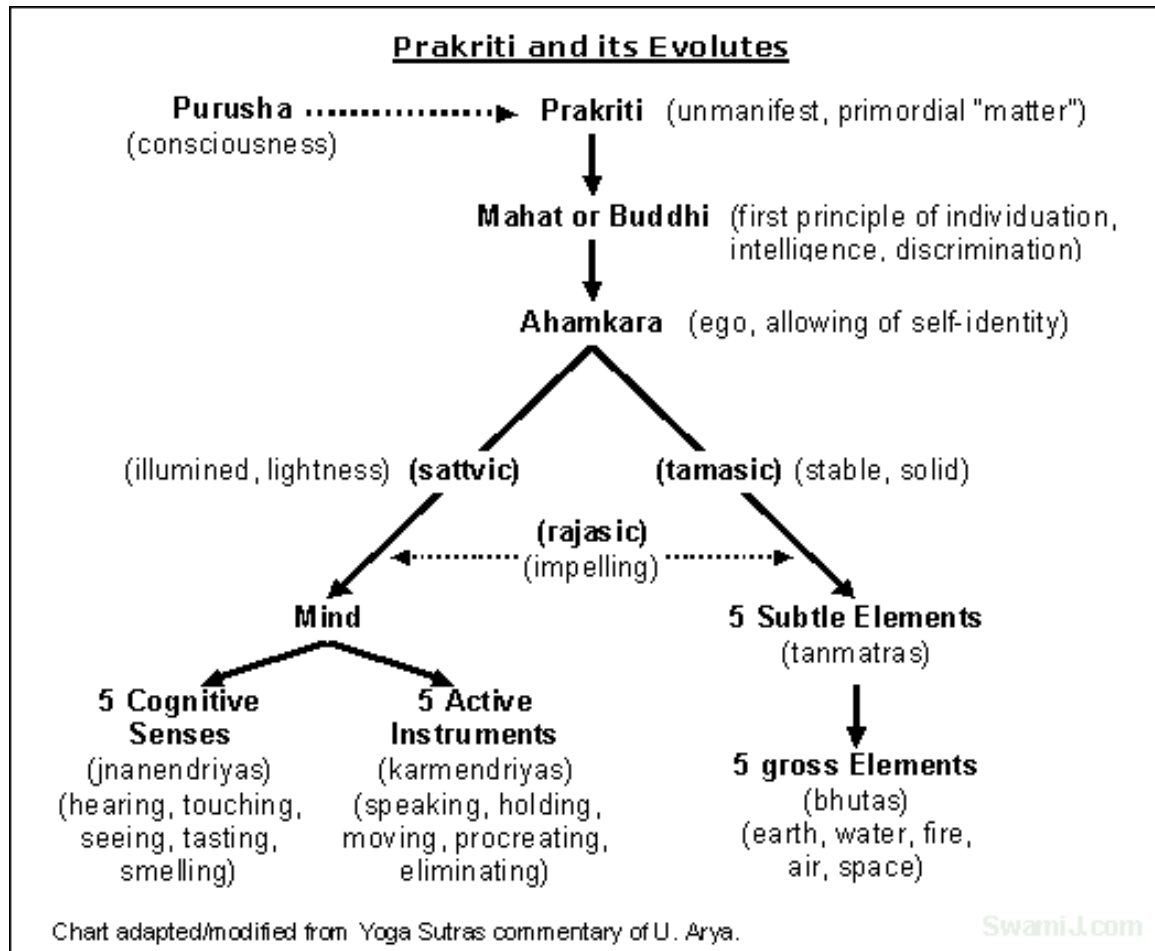 Prakriti and its Evolutes
Purusha
(consciousness)
Prakriti (unmanifest, primordial "matter")
Mahat or Buddhi (first principle of individuation,
intelligence, discrimination)
Ahamkara (ego, allowing of self-identity)
(illumined, lightness) (sattvic)
(tamasic) (stable, solid)
(rajasic)
(impelling)
Mind
5 Cognitive
Senses
(jnanendriyas)
(hearing, touching,
seeing, tasting,
smelling)
5 Active
Instruments
(karmendriyas)
(speaking, holding,
moving, procreating,
eliminating)
5 Subtle Elements
(tanmatras)
5 gross Elements
(bhutas)
(earth, water, fire,
air, space)
Chart adapted/modified from Yoga Sutras commentary of U. Arya.
SwamiJ.com